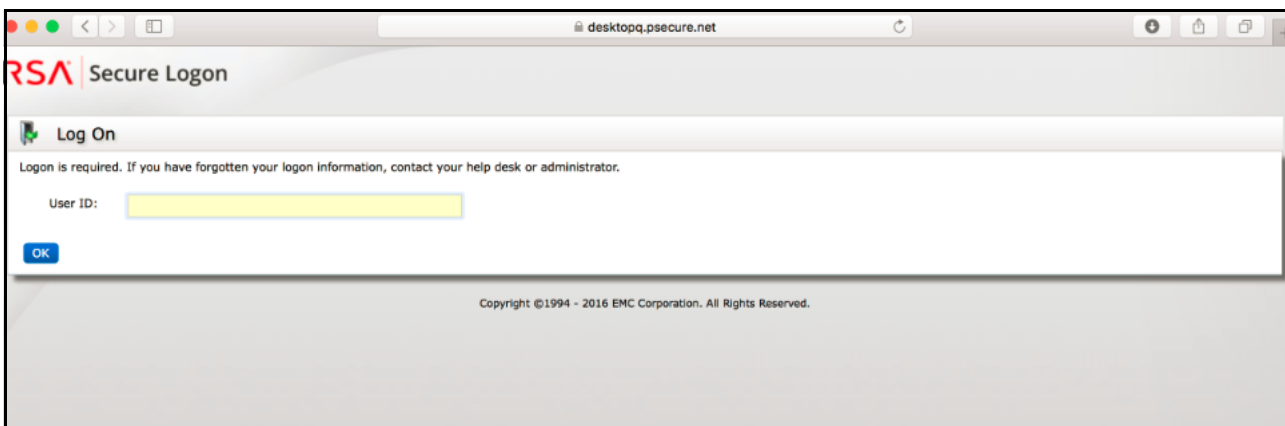 desktopq.psecure.net
RSA Secure Logon
Log On
Logon is required. If you have forgotten your logon information, contact your help desk or administrator.
User ID:
OK
Copyright ©1994 - 2016 EMC Corporation. All Rights Reserved.